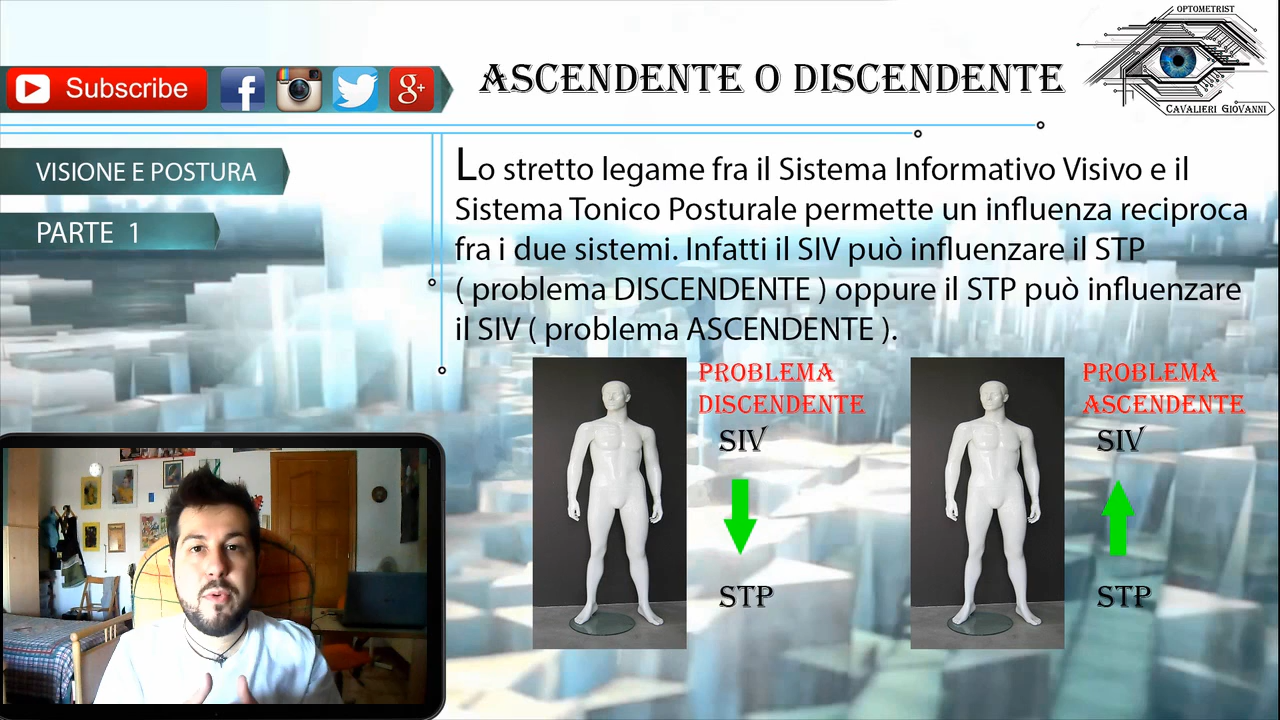 OPTOMETRIST
CAVALIERI GIOVANNI
Subscribe
ASCENDENTE O DISCENDENTE
VISIONE E POSTURA
PARTE 1
Lo stretto legame fra il Sistema Informativo Visivo e il
Sistema Tonico Posturale permette un influenza reciproca
fra i due sistemi. Infatti il SIV può influenzare il STP
( problema DISCENDENTE ) oppure il STP può influenzare
il SIV ( problema ASCENDENTE ).
PROBLEMA
DISCENDENTE
SIV
STP
PROBLEMA
ASCENDENTE
SIV
STP